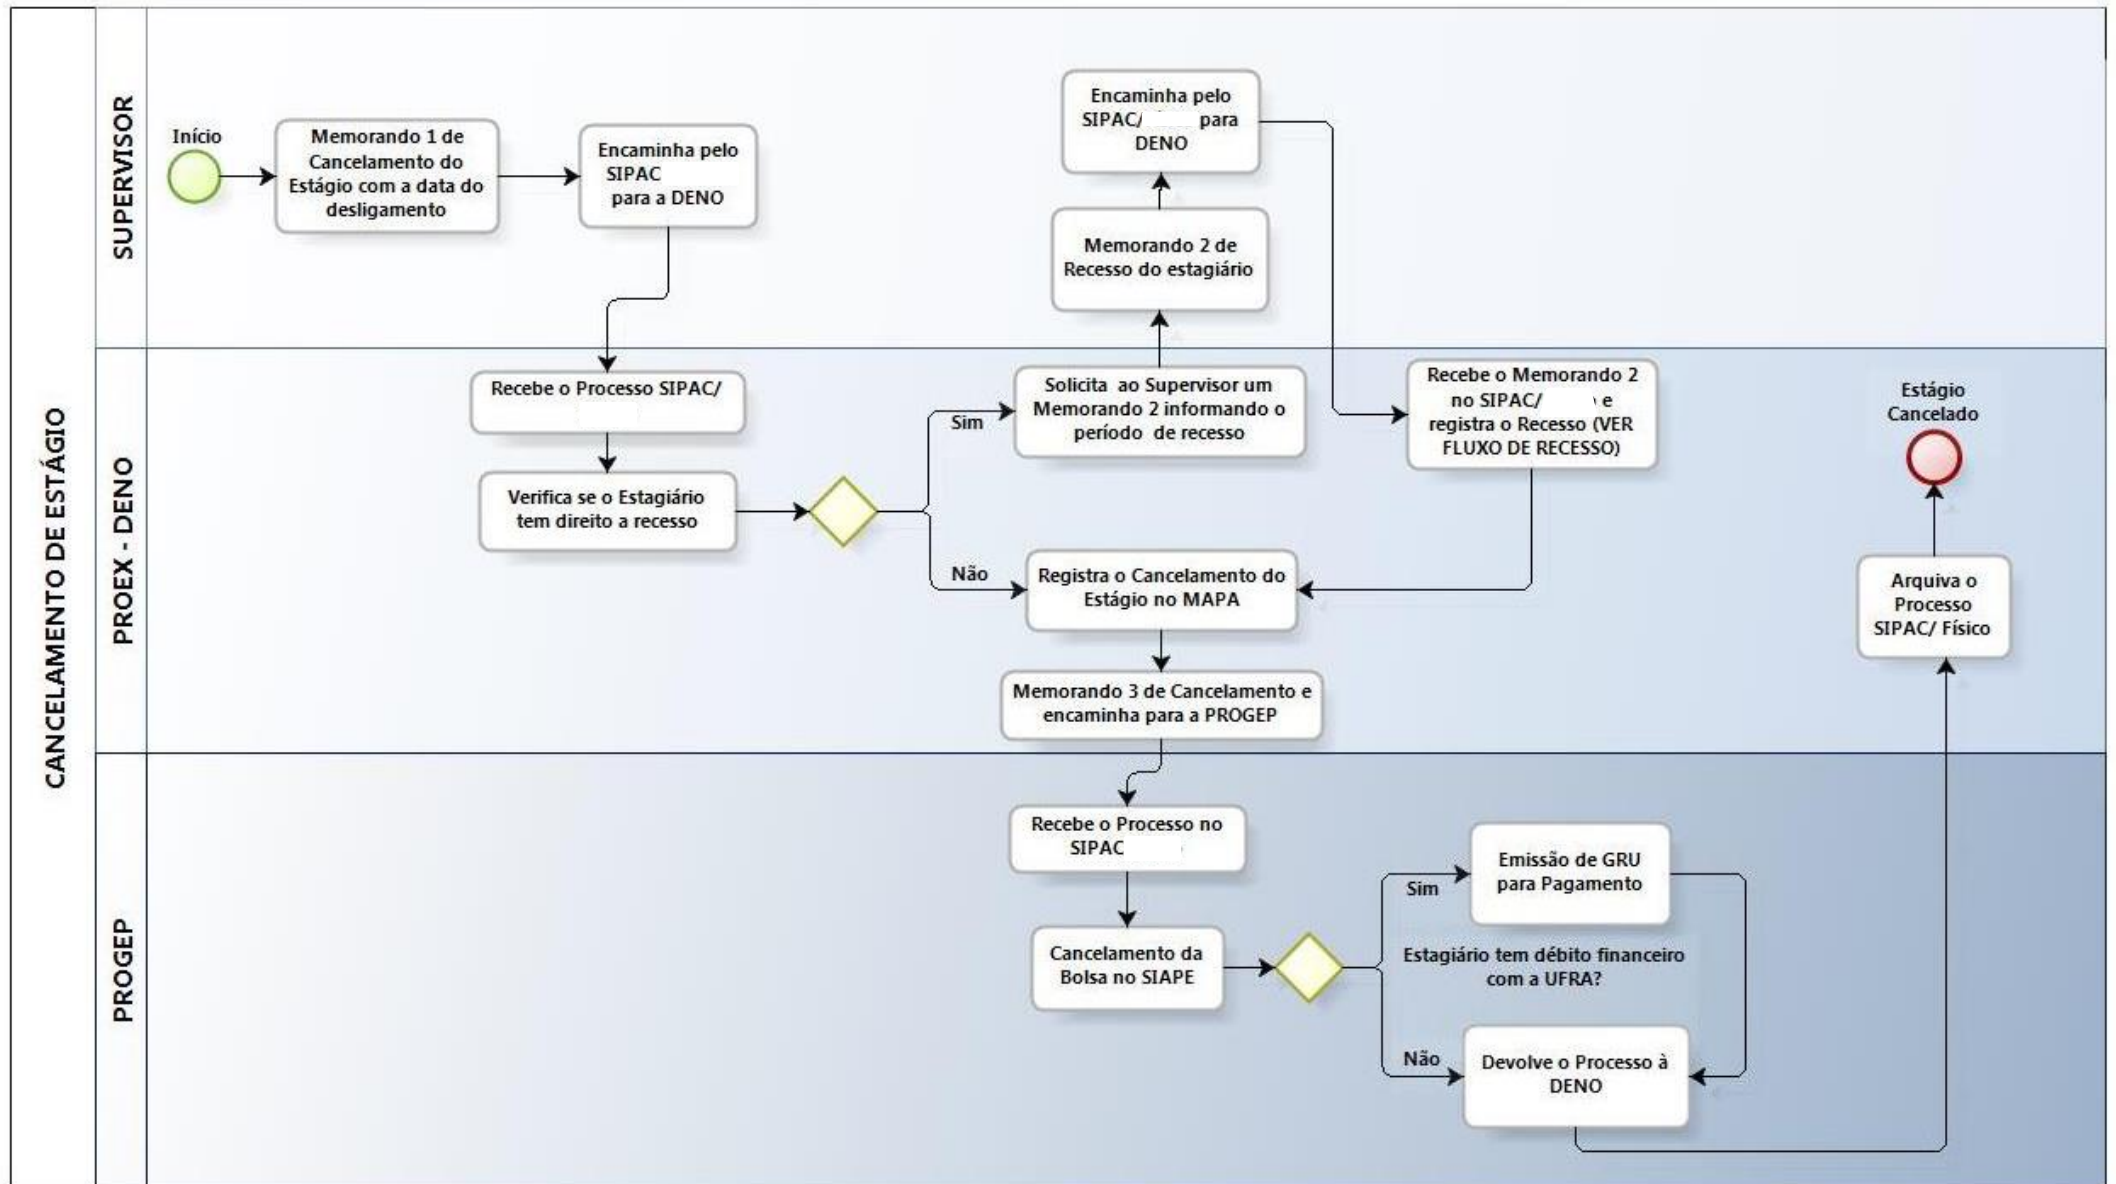 CANCELAMENTO DE ESTÁGIO
SUPERVISOR
Início
Memorando 1 de
Cancelamento do
Estágio com a data do
desligamento
Encaminha pelo
SIPAC
para a DENO
Encaminha pelo
SIPAC/ para
DENO
Memorando 2 de
Recesso do estagiário
PROEX - DENO
Recebe o Processo SIPAC/
Verifica se o Estagiário
tem direito a recesso
Sim
Solicita ao Supervisor um
Memorando 2 informando o
período de recesso
Recebe o Memorando 2
no SIPAC/ e
registra o Recesso (VER
FLUXO DE RECESSO)
Não
Registra o Cancelamento do
Estágio no MAPA
Memorando 3 de Cancelamento e
encaminha para a PROGEP
Estágio
Cancelado
Arquiva o
Processo
SIPAC/ Físico
PROGEP
Recebe o Processo no
SIPAC
Cancelamento da
Bolsa no SIAPE
Sim
Emissão de GRU
para Pagamento
Estagiário tem débito financeiro
com a UFRA?
Não
Devolve o Processo à
DENO